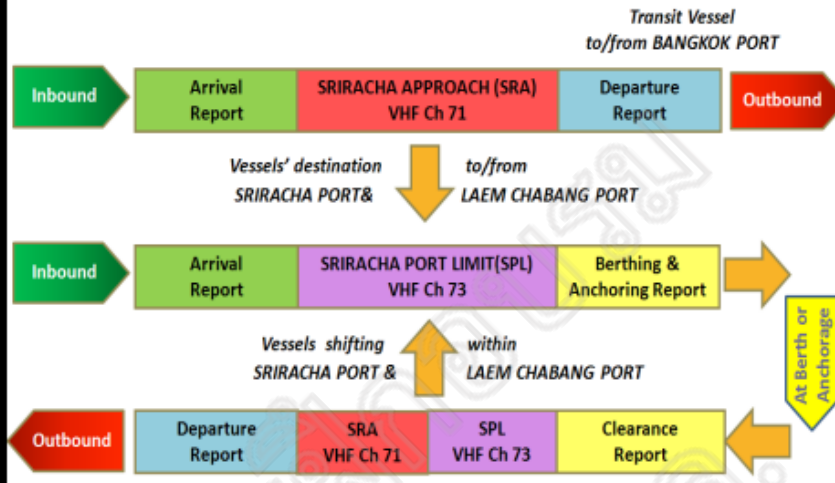 Transit Vessel
to/from BANGKOK PORT
Inbound
Arrival
Report
SRIRACHA APPROACH (SRA)
VHF Ch 71
Departure
Report
Outbound
Vessels' destination to/from
SRIRACHA PORT& LAEM CHABANG PORT
Inbound
Arrival
Report
SRIRACHA PORT LIMIT(SPL)
VHF Ch 73
Berthing &
Anchoring Report
At Berth or
Anchorage
Vessels shifting within
SRIRACHA PORT & LAEM CHABANG PORT
Outbound
Departure
Report
SRA
VHF Ch 71
SPL
VHF Ch 73
Clearance
Report